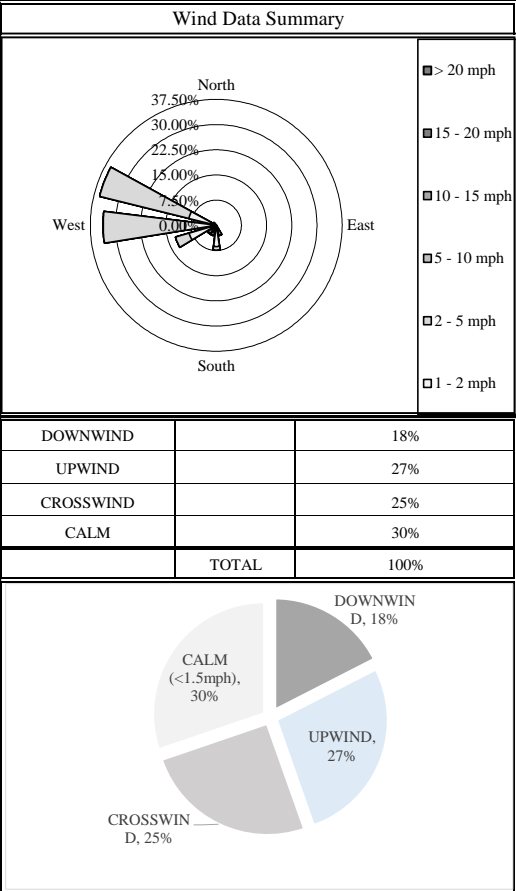 Wind Data Summary
North
37.50%
30.00%
22.50%
15.00%
7.50%
0.00%
West
East
South
> 20 mph
15 - 20 mph
10 - 15 mph
5 - 10 mph
2 - 5 mph
1 - 2 mph
DOWNWIND 18%
UPWIND 27%
CROSSWIND 25%
CALM 30%
TOTAL 100%
DOWNWIN
D, 18%
CALM
(<1.5mph),
30%
UPWIND,
27%
CROSSWIN
D, 25%